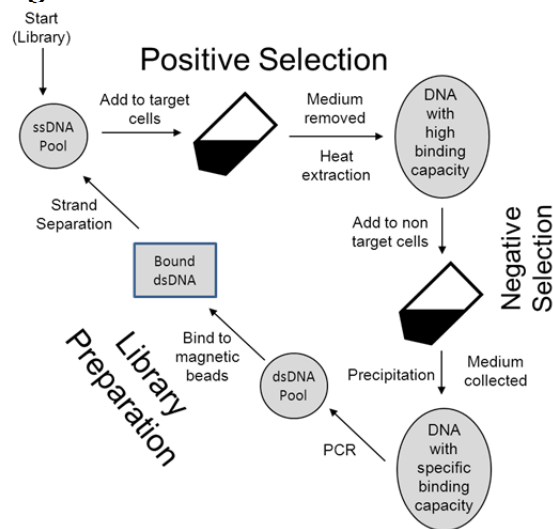 Start
(Library)
Positive Selection
ssDNA
Pool
Add to target
cells
Medium
removed
Heat
extraction
DNA
with
high
binding
capacity
Add to non
target cells
Negative
Selection
Medium
collected
Precipitation
DNA
with
specific
binding
capacity
PCR
dsDNA
Pool
Bind to
magnetic
beads
Library
Preparation
Bound
dsDNA
Strand
Separation